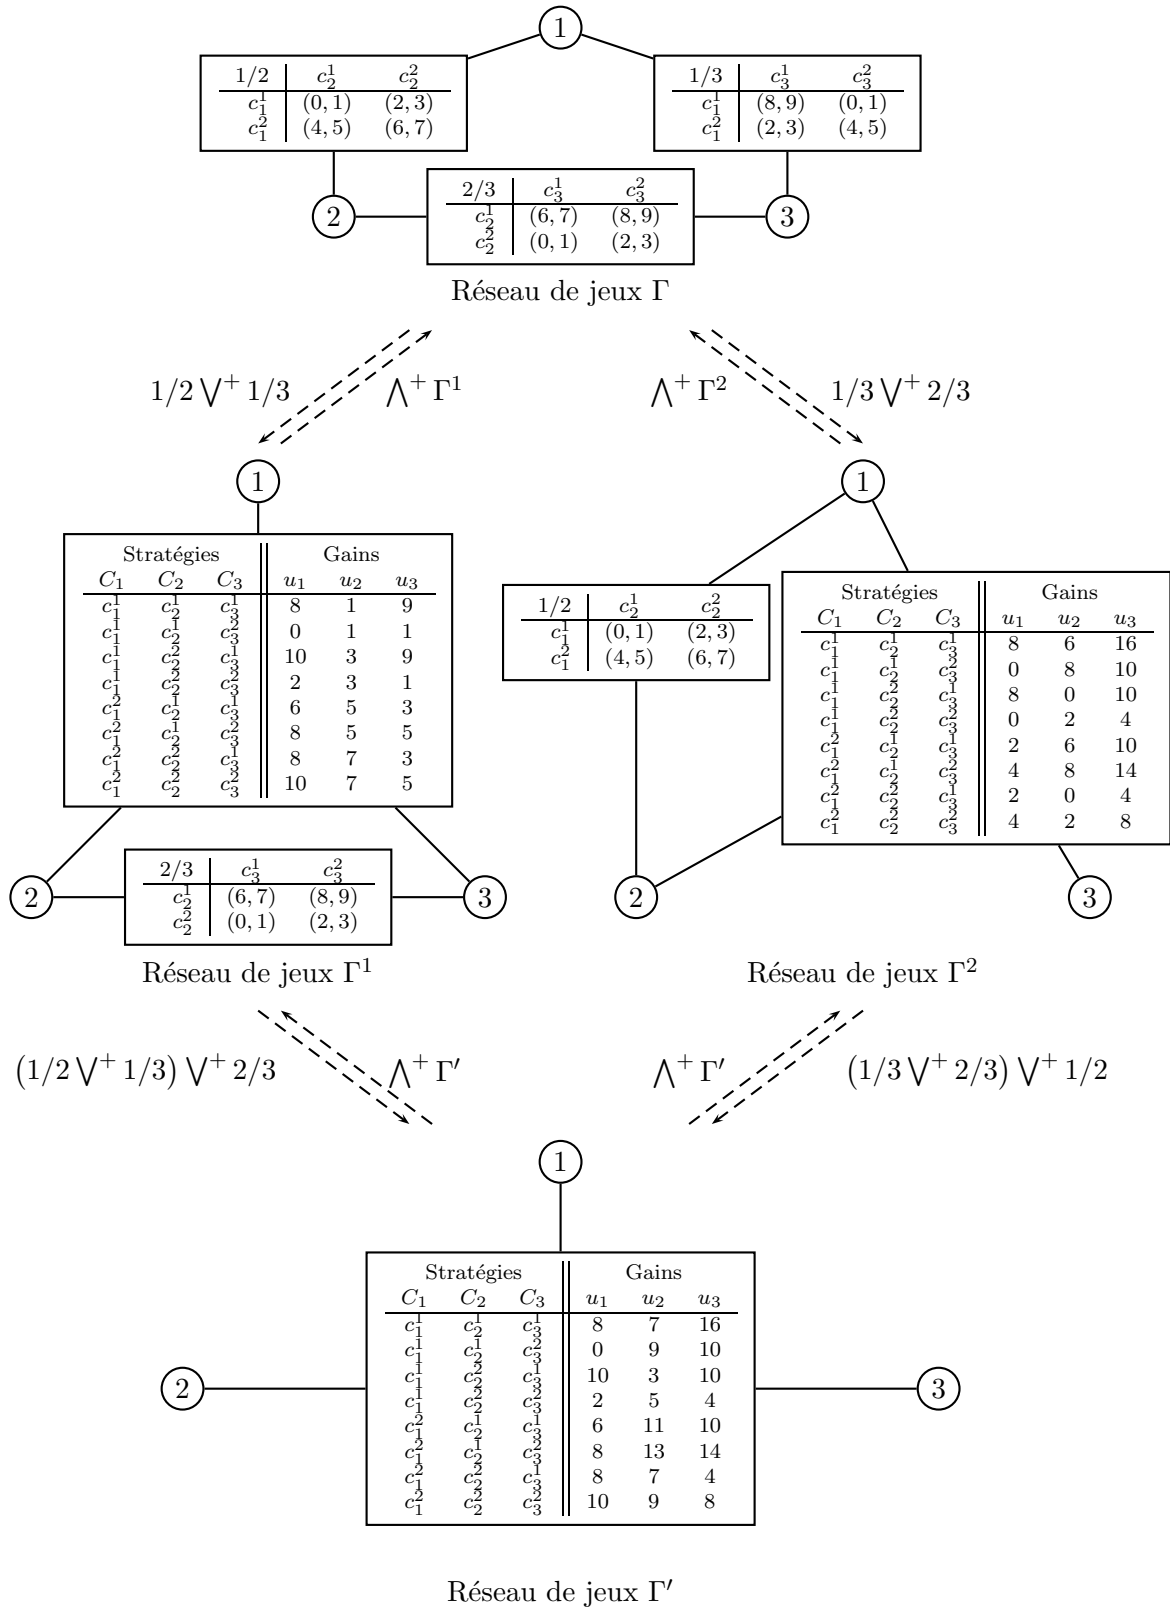 1
1/2 c_2^1 c_2^2
c_1^1 (0, 1) (2, 3)
c_1^2 (4, 5) (6, 7)
1/3 c_3^1 c_3^2
c_1^1 (8, 9) (0, 1)
c_1^2 (2, 3) (4, 5)
2
2/3 c_3^1 c_3^2
c_2^1 (6, 7) (8, 9)
c_2^2 (0, 1) (2, 3)
3
Réseau de jeux Γ
1/2 ⋁⁺ 1/3
⋀⁺ Γ¹
⋀⁺ Γ²
1/3 ⋁⁺ 2/3
1
Stratégies Gains
C_1 C_2 C_3 u_1 u_2 u_3
c_1^1 c_2^1 c_3^1 8 1 9
c_1^1 c_2^1 c_3^2 0 1 1
c_1^1 c_2^2 c_3^1 10 3 9
c_1^1 c_2^2 c_3^2 2 3 1
c_1^2 c_2^1 c_3^1 6 5 3
c_1^2 c_2^1 c_3^2 8 5 5
c_1^2 c_2^2 c_3^1 8 7 3
c_1^2 c_2^2 c_3^2 10 7 5
2
2/3 c_3^1 c_3^2
c_2^1 (6, 7) (8, 9)
c_2^2 (0, 1) (2, 3)
3
Réseau de jeux Γ¹
1
1/2 c_2^1 c_2^2
c_1^1 (0, 1) (2, 3)
c_1^2 (4, 5) (6, 7)
Stratégies Gains
C_1 C_2 C_3 u_1 u_2 u_3
c_1^1 c_2^1 c_3^1 8 6 16
c_1^1 c_2^1 c_3^2 0 8 10
c_1^1 c_2^2 c_3^1 8 0 10
c_1^1 c_2^2 c_3^2 0 2 4
c_1^2 c_2^1 c_3^1 2 6 10
c_1^2 c_2^1 c_3^2 4 8 14
c_1^2 c_2^2 c_3^1 2 0 4
c_1^2 c_2^2 c_3^2 4 2 8
2
3
Réseau de jeux Γ²
(1/2 ⋁⁺ 1/3) ⋁⁺ 2/3
⋀⁺ Γ′
⋀⁺ Γ′
(1/3 ⋁⁺ 2/3) ⋁⁺ 1/2
1
Stratégies Gains
C_1 C_2 C_3 u_1 u_2 u_3
c_1^1 c_2^1 c_3^1 8 7 16
c_1^1 c_2^1 c_3^2 0 9 10
c_1^1 c_2^2 c_3^1 10 3 10
c_1^1 c_2^2 c_3^2 2 5 4
c_1^2 c_2^1 c_3^1 6 11 10
c_1^2 c_2^1 c_3^2 8 13 14
c_1^2 c_2^2 c_3^1 8 7 4
c_1^2 c_2^2 c_3^2 10 9 8
2
3
Réseau de jeux Γ′